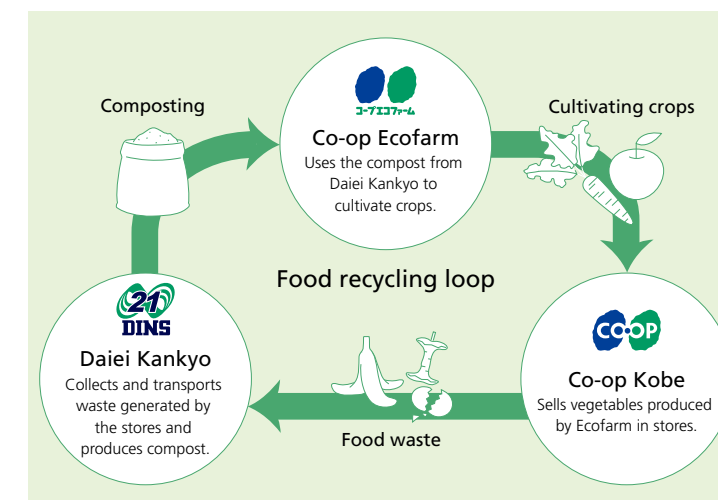 Composting
コープエコファーム
Co-op Ecofarm
Uses the compost from
Daiei Kankyo to
cultivate crops.
Cultivating crops
Food recycling loop
21
DINS
Daiei Kankyo
Collects and transports
waste generated by
the stores and
produces compost.
Food waste
CO·OP
Co-op Kobe
Sells vegetables produced
by Ecofarm in stores.